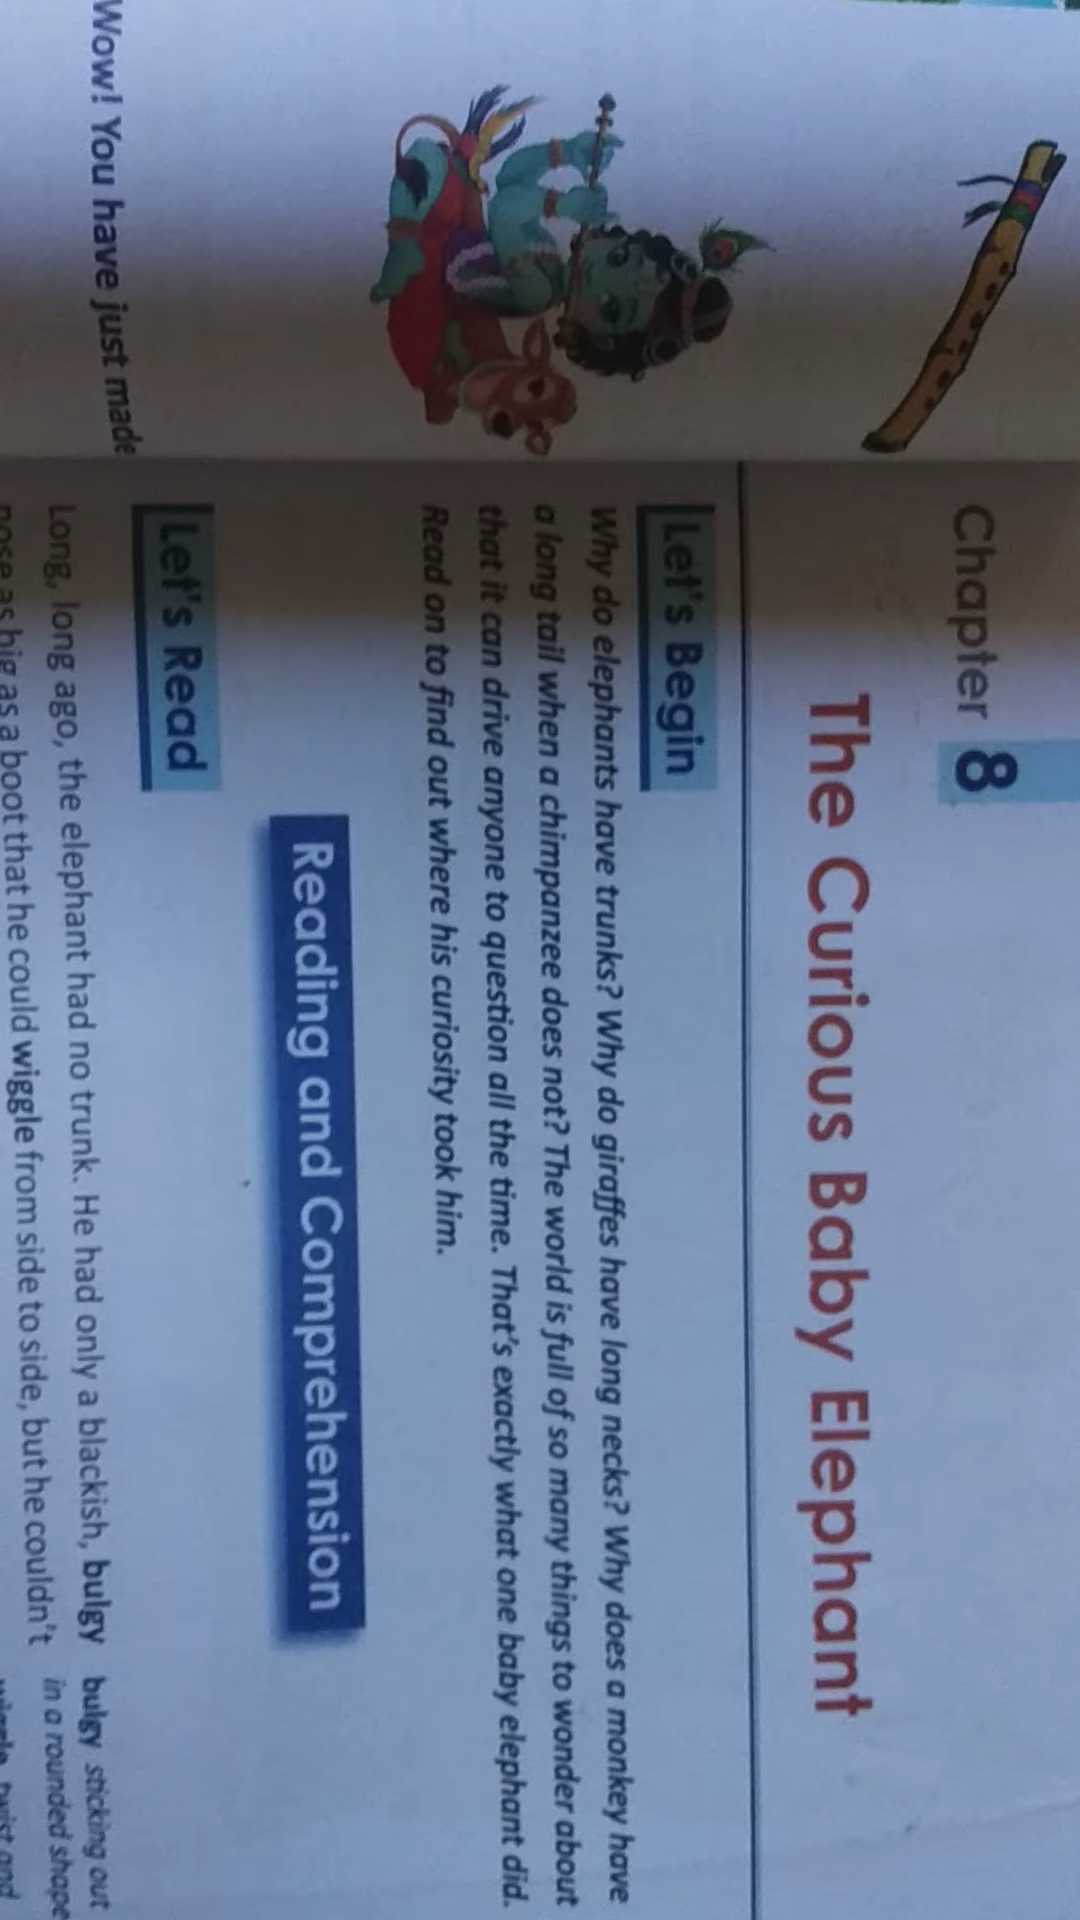 Wow! You have just made
Chapter 8
The Curious Baby Elephant
Let's Begin
Why do elephants have trunks? Why do giraffes have long necks? Why does a monkey have
a long tail when a chimpanzee does not? The world is full of so many things to wonder about
that it can drive anyone to question all the time. That's exactly what one baby elephant did.
Read on to find out where his curiosity took him.
Reading and Comprehension
Let's Read
Long, long ago, the elephant had no trunk. He had only a blackish, bulgy
nose as big as a boot that he could wiggle from side to side, but he couldn't
bulgy sticking out
in a rounded shape
wiggle twist and